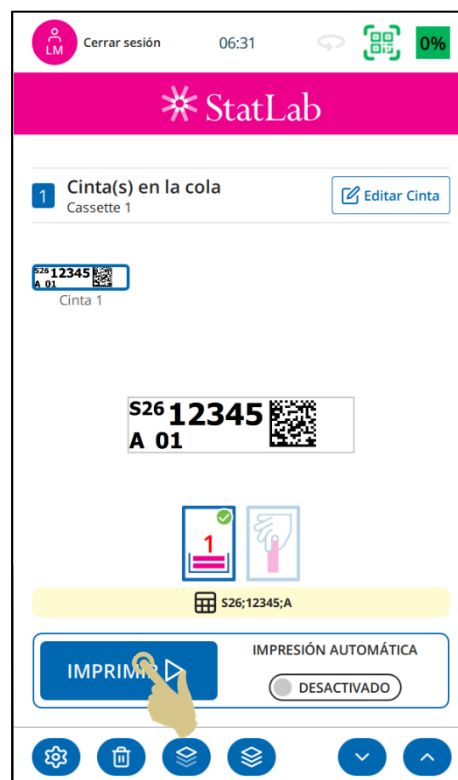 LM
Cerrar sesión
06:31
0%
StatLab
1
Cinta(s) en la cola
Cassette 1
Editar Cinta
S26 12345
A 01
Cinta 1
S26 12345
A 01
1
S26;12345;A
IMPRIMIR
IMPRESIÓN AUTOMÁTICA
DESACTIVADO